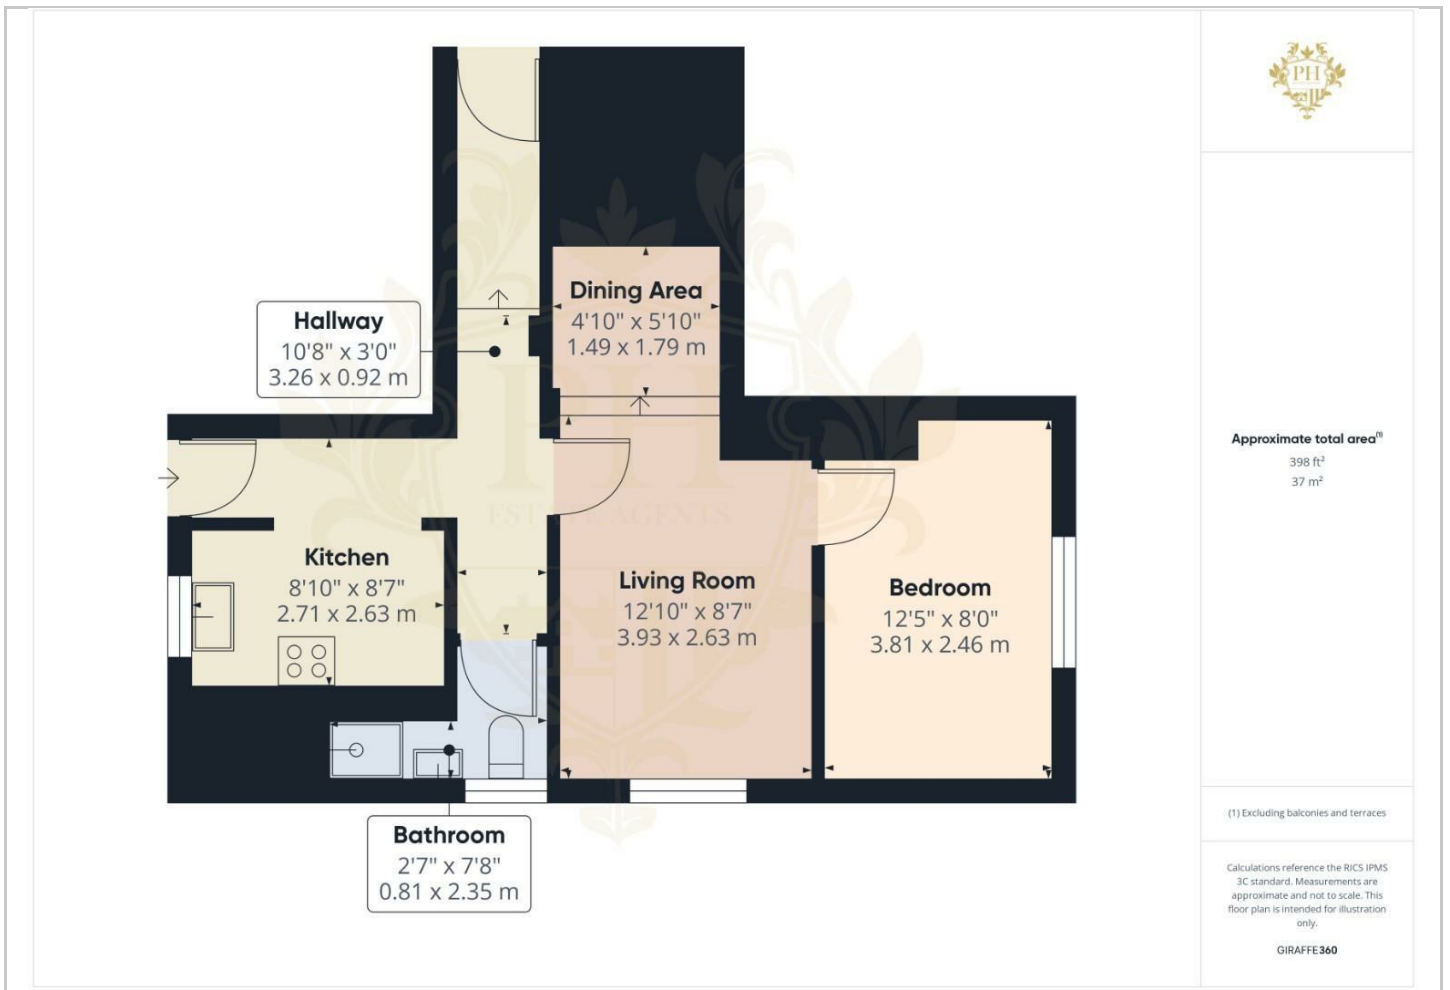 PH
Hallway
10'8" x 3'0"
3.26 x 0.92 m
Dining Area
4'10" x 5'10"
1.49 x 1.79 m
Kitchen
8'10" x 8'7"
2.71 x 2.63 m
Living Room
12'10" x 8'7"
3.93 x 2.63 m
Bedroom
12'5" x 8'0"
3.81 x 2.46 m
Bathroom
2'7" x 7'8"
0.81 x 2.35 m
PH
ESTATE AGENTS
Approximate total area⁽¹⁾
398 ft²
37 m²
(1) Excluding balconies and terraces
Calculations reference the RICS IPMS
3C standard. Measurements are
approximate and not to scale. This
floor plan is intended for illustration
only.
GIRAFFE360